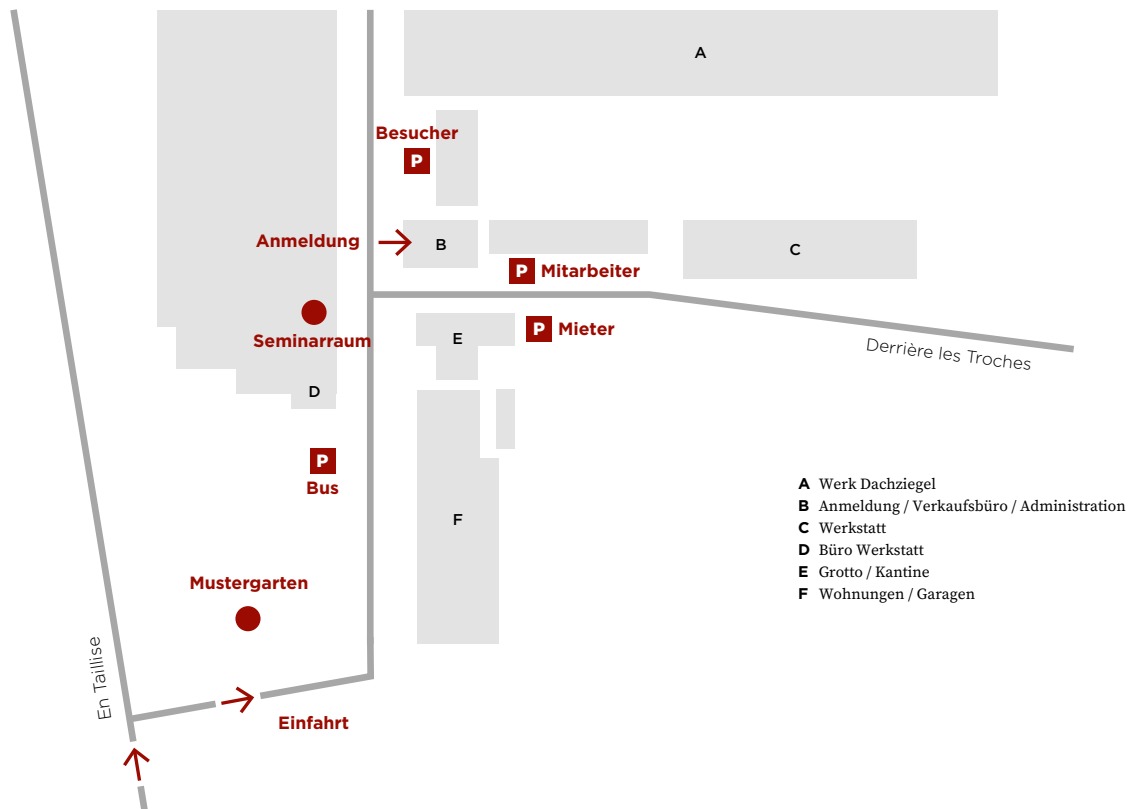 A
Besucher
P
Anmeldung
B
C
P Mitarbeiter
Seminarraum
E
P Mieter
Derrière les Troches
D
P
Bus
F
A Werk Dachziegel
B Anmeldung / Verkaufsbüro / Administration
C Werkstatt
D Büro Werkstatt
E Grotto / Kantine
F Wohnungen / Garagen
Mustergarten
En Taillise
Einfahrt